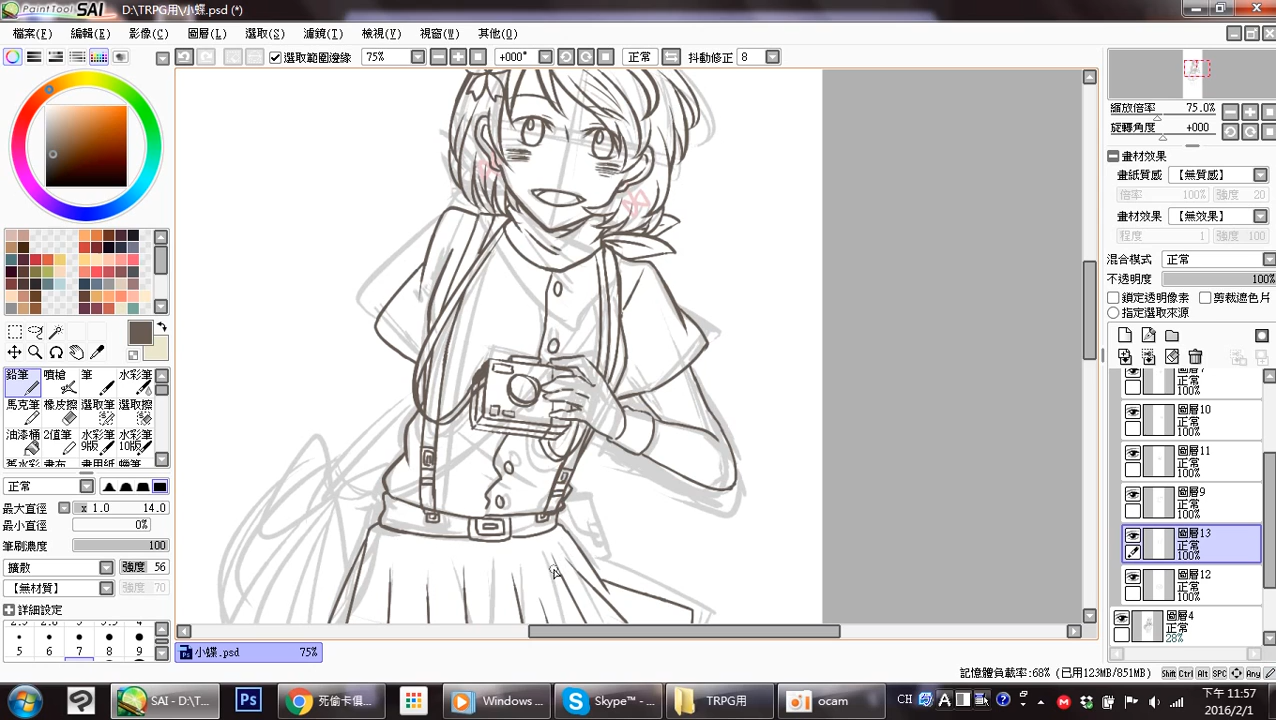 PaintTool SAI D:\TRPG用\小蝶.psd (*)
檔案(F) 編輯(E) 影像(C) 圖層(L) 選取(S) 濾鏡(T) 檢視(V) 視窗(W) 其他(O)
選取範圍邊緣 75% +000° 正常 抖動修正 8
縮放倍率 75.0%
旋轉角度 +000
畫材效果
畫紙質感 【無質感】
倍率 100% 強度 20
畫材效果 【無效果】
程度 1 強度 100
混合模式 正常
不透明度 100%
鎖定透明像素 剪裁遮色片
指定選取來源
鉛筆 噴槍 筆 水彩筆
馬克筆 橡皮擦 選取筆 選取擦
油漆桶 2值筆 水彩筆 9版 水彩筆 10版
正常
最大直徑 x 1.0 14.0
最小直徑 0%
筆刷濃度 100
擴散 強度 56
【無材質】 強度 70
詳細設定
5 6 7 8 9
正常
100%
圖層10
正常
100%
圖層11
正常
100%
圖層9
正常
100%
圖層13
正常
100%
圖層12
正常
100%
圖層4
正常
28%
小蝶.psd 75%
記憶體負載率:68% (已用123MB/851MB) Shift Ctrl Alt SPC Any
SAI - D:\T... Ps Windows ... Skype™ - ... TRPG用 ocam CH
下午 11:57
2016/2/1